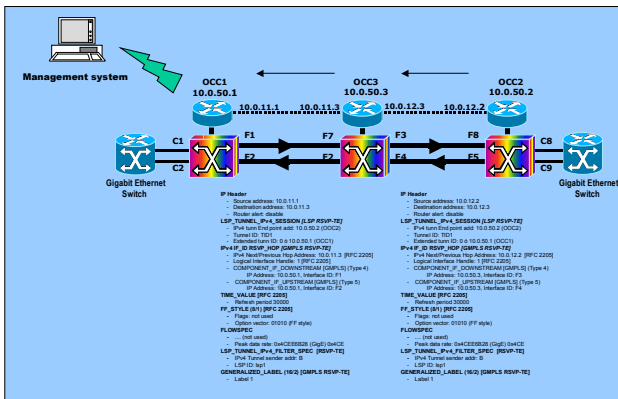 Management system
OCC1
10.0.50.1
OCC3
10.0.50.3
OCC2
10.0.50.2
10.0.11.1
10.0.11.3
10.0.12.3
10.0.12.2
C1
C2
F1
F2
F7
F2
F3
F4
F8
F5
C8
C9
Gigabit Ethernet
Switch
Gigabit Ethernet
Switch
IP Header
- Source address: 10.0.11.1
- Destination address: 10.0.11.3
- Router alert: disable
LSP_TUNNEL_IPv4_SESSION [LSP RSVP-TE]
- IPv4 tunn End point add: 10.0.50.2 (OOC2)
- Tunnel ID: TID1
- Extended tunn ID: 0 ó 10.0.50.1 (OCC1)
IPv4 IF_ID RSVP_HOP [GMPLS RSVP-TE]
- IPv4 Next/Previous Hop Address: 10.0.11.3 [RFC 2205]
- Logical Interface Handle: 1 [RFC 2205]
- COMPONENT_IF_DOWNSTREAM [GMPLS] (Type 4)
IP Address: 10.0.50.1, Interface ID: F1
- COMPONENT_IF_UPSTREAM [GMPLS] (Type 5)
IP Address: 10.0.50.1, Interface ID: F2
TIME_VALUE [RFC 2205]
- Refresh period 30000
FF_STYLE (8/1) [RFC 2205]
- Flags: not used
- Option vector: 01010 (FF style)
FLOWSPEC
- .... (not used)
- Peak data rate: 0x4CEE6B28 (GigE) 0x4CE
LSP_TUNNEL_IPv4_FILTER_SPEC [RSVP-TE]
- IPv4 Tunnel sender addr: B
- LSP ID: lsp1
GENERALIZED_LABEL (16/2) [GMPLS RSVP-TE]
- Label 1
IP Header
- Source address: 10.0.12.2
- Destination address: 10.0.12.3
- Router alert: disable
LSP_TUNNEL_IPv4_SESSION [LSP RSVP-TE]
- IPv4 tunn End point add: 10.0.50.2 (OCC2)
- Tunnel ID: TID1
- Extended tunn ID: 0 ó 10.0.50.1 (OCC1)
IPv4 IF_ID RSVP_HOP [GMPLS RSVP-TE]
- IPv4 Next/Previous Hop Address: 10.0.12.2 [RFC 2205]
- Logical Interface Handle: 1 [RFC 2205]
- COMPONENT_IF_DOWNSTREAM [GMPLS] (Type 4)
IP Address: 10.0.50.3, Interface ID: F3
- COMPONENT_IF_UPSTREAM [GMPLS] (Type 5)
IP Address: 10.0.50.3, Interface ID: F4
TIME_VALUE [RFC 2205]
- Refresh period 30000
FF_STYLE (8/1) [RFC 2205]
- Flags: not used
- Option vector: 01010 (FF style)
FLOWSPEC
- .... (not used)
- Peak data rate: 0x4CEE6B28 (GigE) 0x4CE
LSP_TUNNEL_IPv4_FILTER_SPEC [RSVP-TE]
- IPv4 Tunnel sender addr: B
- LSP ID: lsp1
GENERALIZED_LABEL (16/2) [GMPLS RSVP-TE]
- Label 1